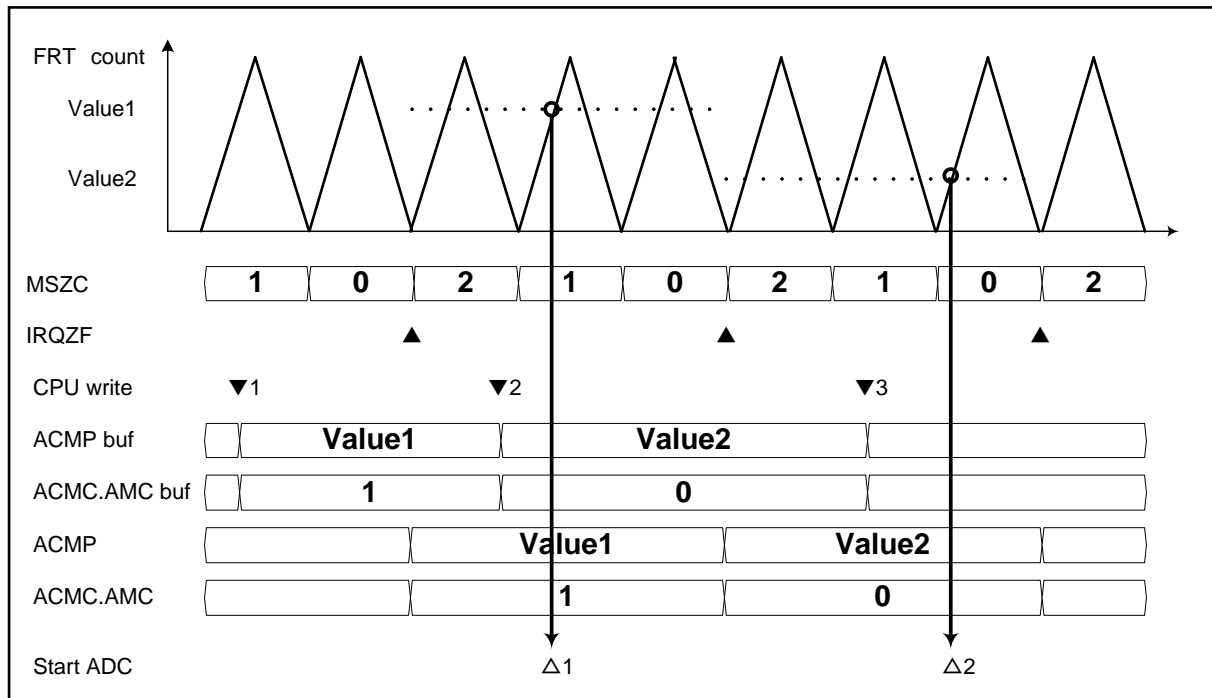 FRT count
Value1
Value2
MSZC 1 0 2 1 0 2 1 0 2
IRQZF
CPU write 1 2 3
ACMP buf Value1 Value2
ACMC.AMC buf 1 0
ACMP Value1 Value2
ACMC.AMC 1 0
Start ADC 1 2